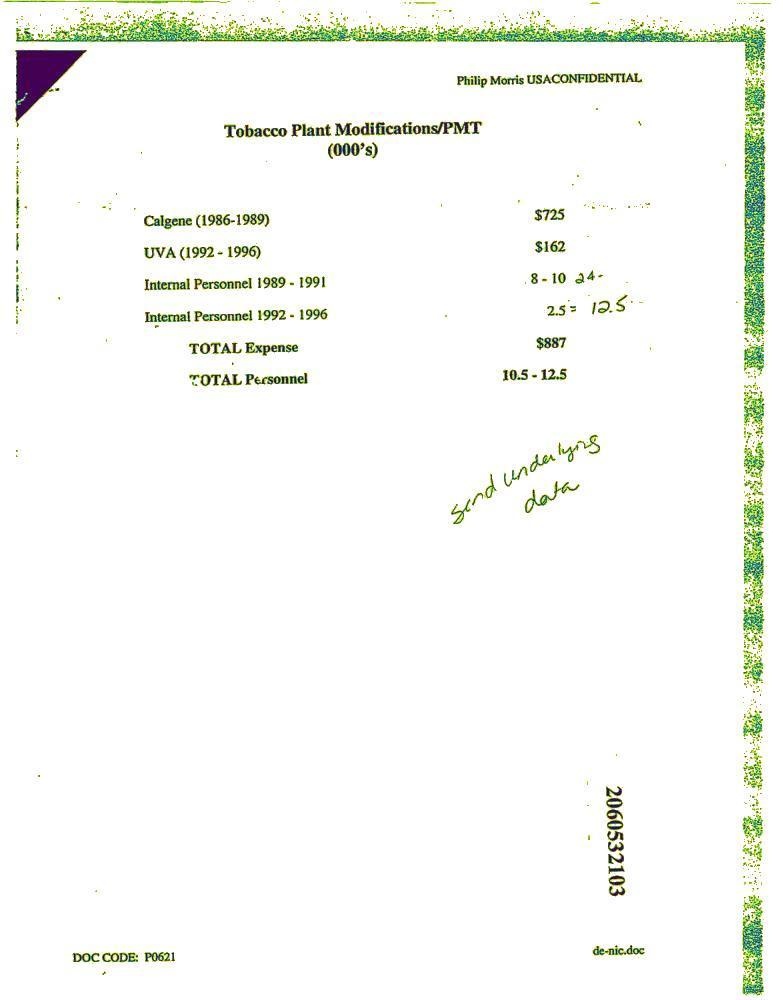 Philip Morris USACONFIDENTIAL
Tobacco Plant Modifications/PMT
(000's)
Calgene (1986-1989) $725
UVA (1992 - 1996) $162
Internal Personnel 1989 - 1991 8 - 10 24-
Internal Personnel 1992 - 1996 2.5 = 12.5
TOTAL Expense $887
TOTAL Personnel 10.5 - 12.5
send underlying
data
2060532103
DOC CODE: P0621 de-nic.doc